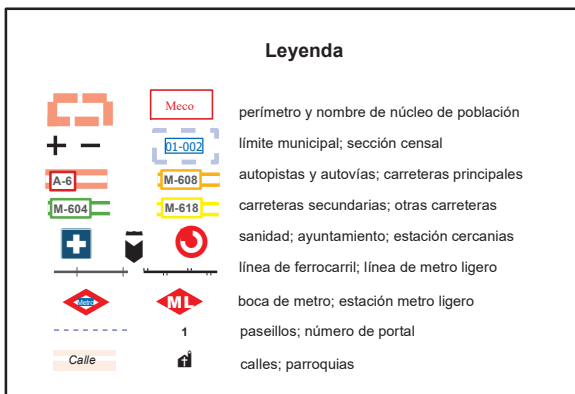 Leyenda
Meco perímetro y nombre de núcleo de población
01-002 límite municipal; sección censal
A-6 M-608 autopistas y autovías; carreteras principales
M-604 M-618 carreteras secundarias; otras carreteras
sanidad; ayuntamiento; estación cercanias
línea de ferrocarril; línea de metro ligero
Metro ML boca de metro; estación metro ligero
1 paseillos; número de portal
Calle calles; parroquias